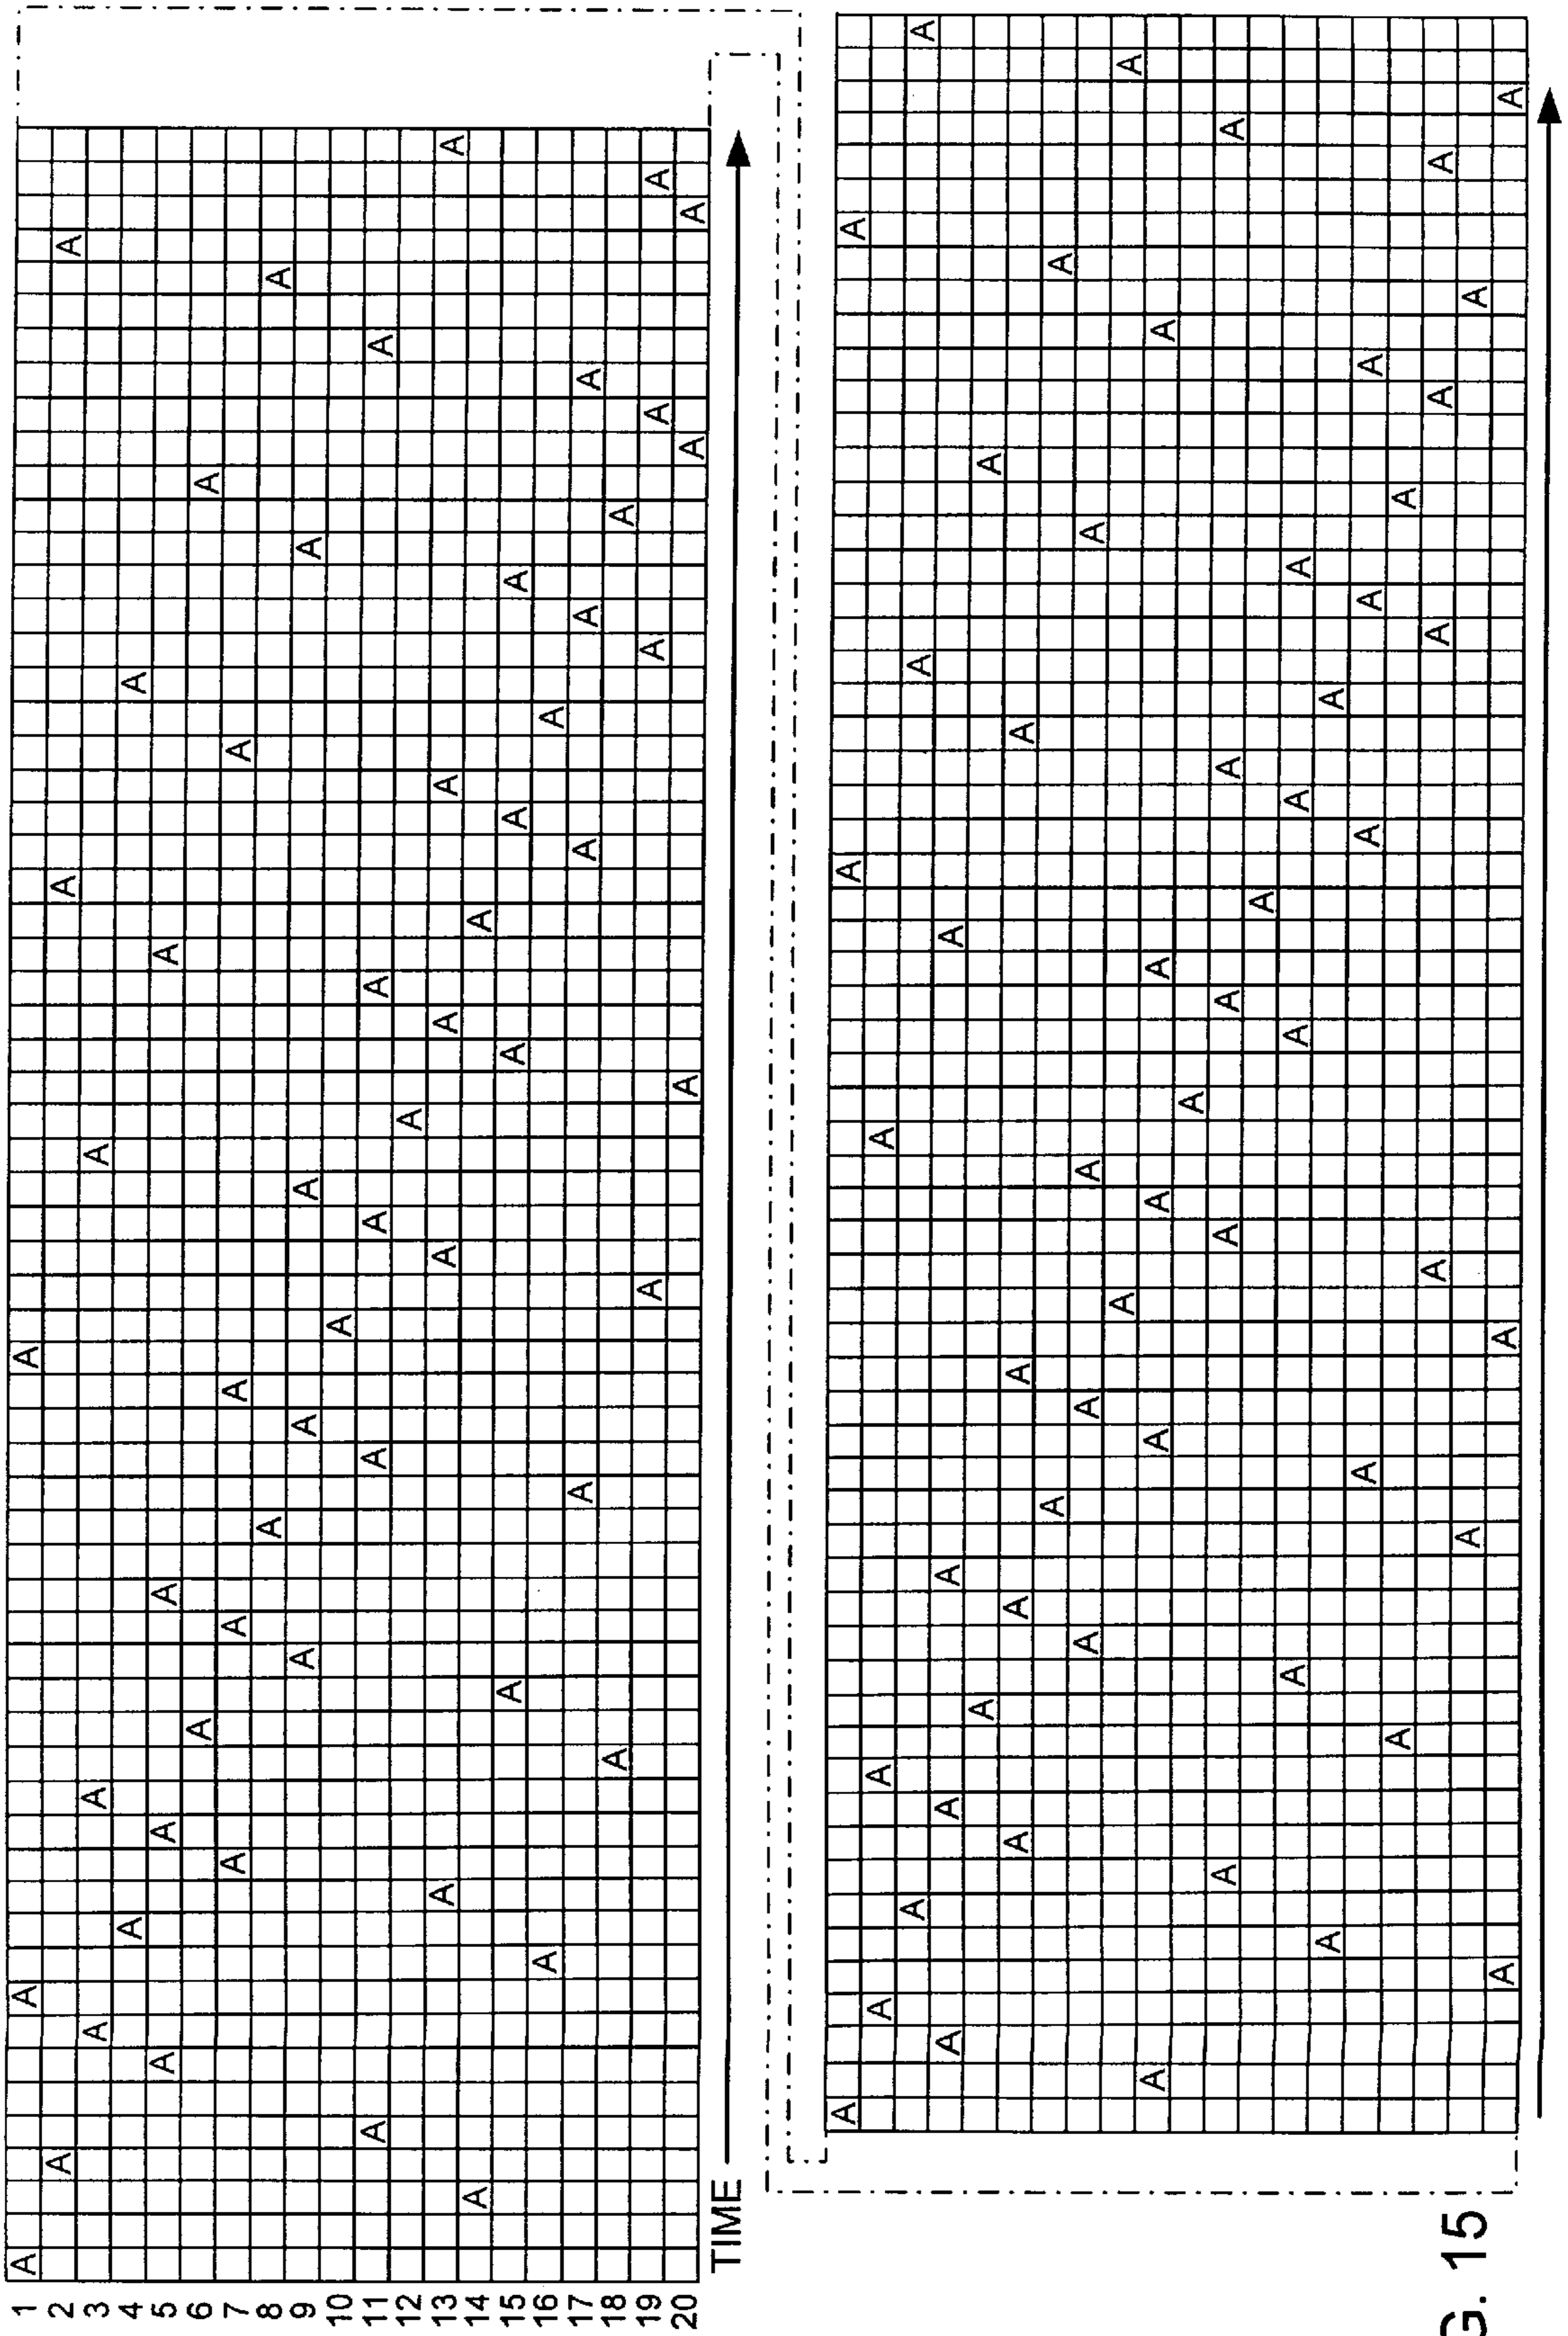 1 A A A
2 A A A
3 A A A
4 A A
5 A A A A
6 A A
7 A A A A
8 A A
9 A A A A
10 A
11 A A A A A
12 A
13 A A A A A
14 A A
15 A A A A
16 A A
17 A A A A
18 A A
19 A A A A
20 A A A
TIME
A A A
A A A
A A A
A A A A
A A
A A A A
A A
A A A A
A A
A A A A A
A
A A A A A
A
A A A A
A A
A A A A
A A
A A A A
A A
A A A
G. 15